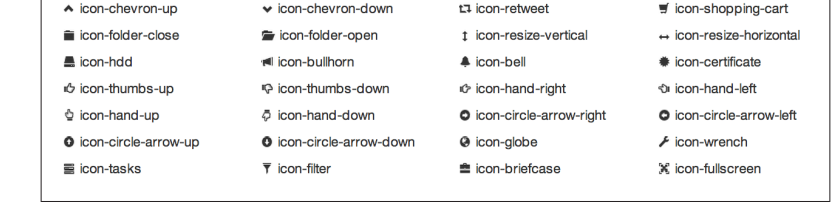 icon-chevron-up icon-chevron-down icon-retweet icon-shopping-cart
icon-folder-close icon-folder-open icon-resize-vertical icon-resize-horizontal
icon-hdd icon-bullhorn icon-bell icon-certificate
icon-thumbs-up icon-thumbs-down icon-hand-right icon-hand-left
icon-hand-up icon-hand-down icon-circle-arrow-right icon-circle-arrow-left
icon-circle-arrow-up icon-circle-arrow-down icon-globe icon-wrench
icon-tasks icon-filter icon-briefcase icon-fullscreen